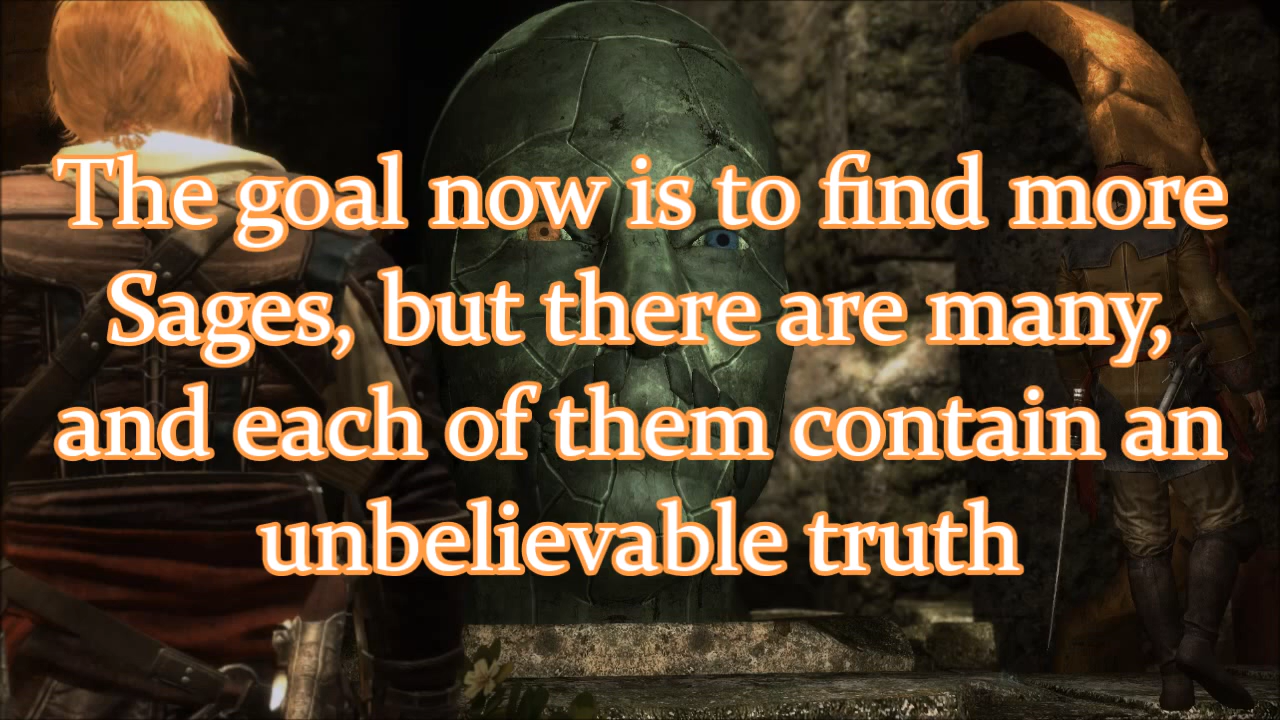 The goal now is to find more
Sages, but there are many,
and each of them contain an
unbelievable truth